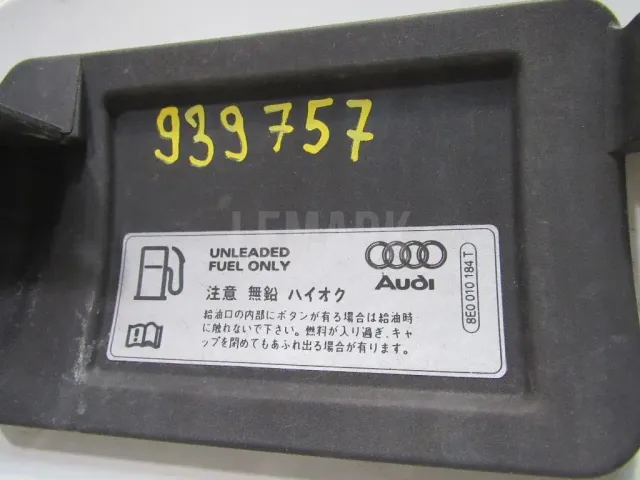 939757
LEMARK
UNLEADED
FUEL ONLY
Audi
注意 無鉛 ハイオク
給油口の内部にボタンが有る場合は給油時
に触れないで下さい。燃料が入り過ぎ、キャ
ップを閉めてもあふれ出る場合が有ります。
8E0 010 184 T